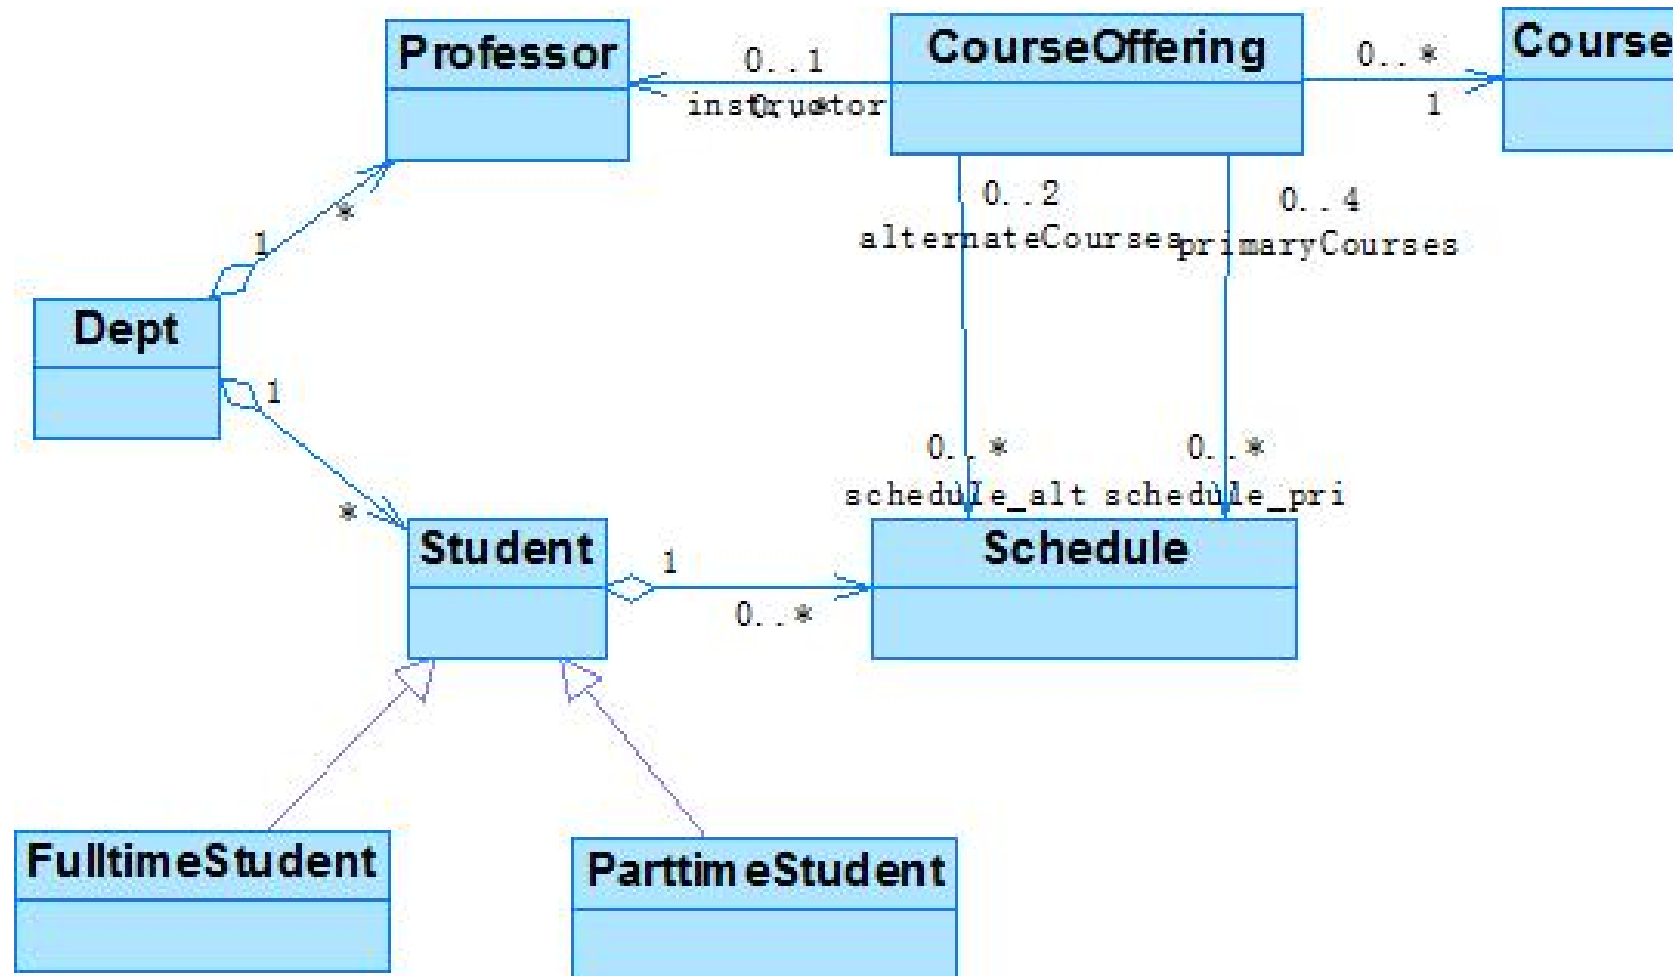 Professor
CourseOffering
Course
0..1
instructor
0..*
1
0..2
alternateCourses
0..4
primaryCourses
1
*
Dept
1
*
0..*
schedule_alt
0..*
schedule_pri
Student
Schedule
1
0..*
FulltimeStudent
ParttimeStudent